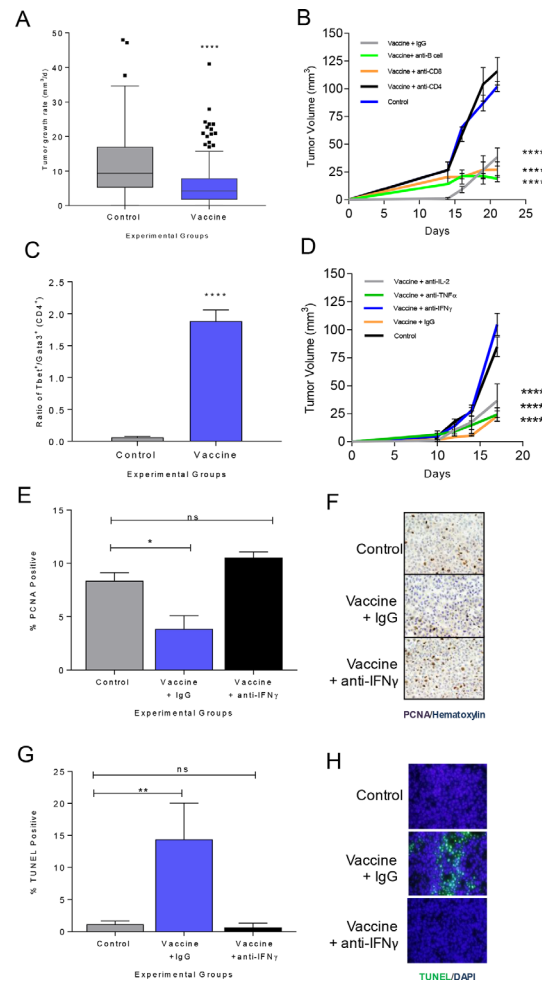 A
Tumor growth rate (mm³/d)
50
40
30
20
10
0
****
Control
Vaccine
Experimental Groups
B
Vaccine + IgG
Vaccine+ anti-B cell
Vaccine + anti-CD8
Vaccine + anti-CD4
Control
Tumor Volume (mm³)
150
125
100
75
50
25
0
0
5
10
15
20
25
Days
C
Ratio of Tbet⁺/Gata3⁺ (CD4⁺)
2.5
2.0
1.5
1.0
0.5
0.0
****
Control
Vaccine
Experimental Groups
D
Vaccine + anti-IL-2
Vaccine + anti-TNFα
Vaccine + anti-IFNγ
Vaccine + IgG
Control
Tumor Volume (mm³)
150
125
100
75
50
25
0
****
****
****
0
5
10
15
20
Days
E
% PCNA Positive
15
10
5
0
ns
*
Control
Vaccine
+ IgG
Vaccine
+ anti-IFNγ
Experimental Groups
F
Control
Vaccine
+ IgG
Vaccine
+ anti-IFNγ
PCNA/Hematoxylin
G
% TUNEL Positive
25
20
15
10
5
0
ns
**
Control
Vaccine
+IgG
Vaccine
+anti-IFNγ
Experimental Groups
H
Control
Vaccine
+ IgG
Vaccine
+ anti-IFNγ
TUNEL/DAPI